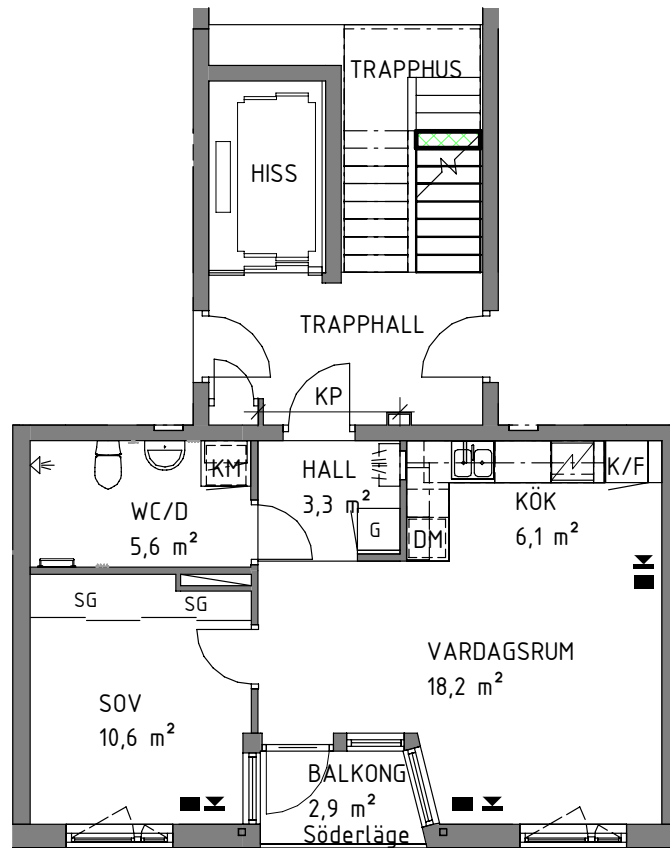 TRAPPHUS
HISS
TRAPPHALL
KP
KM
HALL
3,3 m²
K/F
WC/D
5,6 m²
KÖK
6,1 m²
G
DM
SG
SG
VARDAGSRUM
18,2 m²
SOV
10,6 m²
BALKONG
2,9 m²
Söderläge